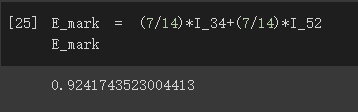 [25] E_mark = (7/14)*I_34+(7/14)*I_52
E_mark
0.9241743523004413